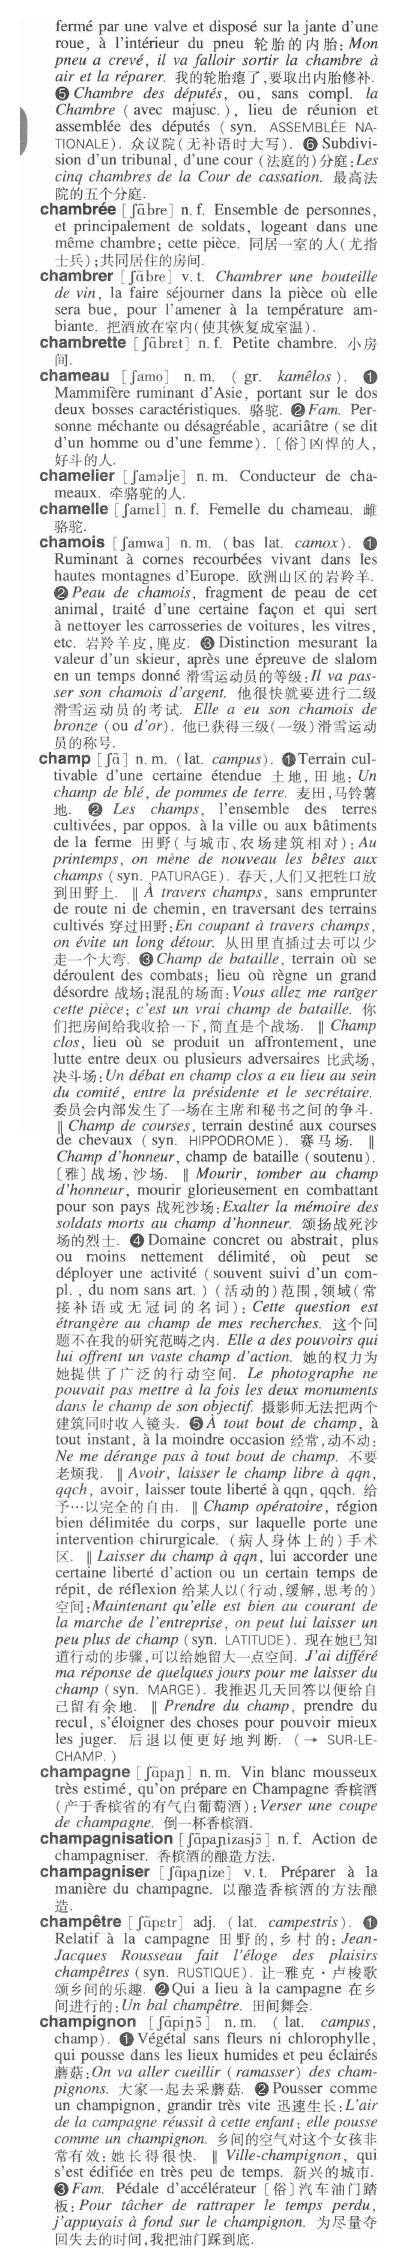 fermé par une valve et disposé sur la jante d'une
roue, à l'intérieur du pneu 轮胎的内胎: Mon
pneu a crevé, il va falloir sortir la chambre à
air et la réparer. 我的轮胎瘪了,要取出内胎修补.
❺ Chambre des députés, ou, sans compl. la
Chambre (avec majusc.), lieu de réunion et
assemblée des députés (syn. ASSEMBLÉE NA-
TIONALE). 众议院(无补语时大写). ❻ Subdivi-
sion d'un tribunal, d'une cour (法庭的)分庭: Les
cinq chambres de la Cour de cassation. 最高法
院的五个分庭.
chambrée [ʃɑ̃bre] n. f. Ensemble de personnes,
et principalement de soldats, logeant dans une
même chambre; cette pièce. 同居一室的人(尤指
士兵);共同居住的房间.
chambrer [ʃɑ̃bre] v. t. Chambrer une bouteille
de vin, la faire séjourner dans la pièce où elle
sera bue, pour l'amener à la température am-
biante. 把酒放在室内(使其恢复成室温).
chambrette [ʃɑ̃brɛt] n. f. Petite chambre. 小房
间.
chameau [ʃamo] n. m. (gr. kamêlos). ❶
Mammifère ruminant d'Asie, portant sur le dos
deux bosses caractéristiques. 骆驼. ❷ Fam. Per-
sonne méchante ou désagréable, acariâtre (se dit
d'un homme ou d'une femme). 〔俗〕凶悍的人,
好斗的人.
chamelier [ʃaməlje] n. m. Conducteur de cha-
meaux. 牵骆驼的人.
chamelle [ʃamɛl] n. f. Femelle du chameau. 雌
骆驼.
chamois [ʃamwa] n. m. (bas lat. camox). ❶
Ruminant à cornes recourbées vivant dans les
hautes montagnes d'Europe. 欧洲山区的岩羚羊.
❷ Peau de chamois, fragment de peau de cet
animal, traité d'une certaine façon et qui sert
à nettoyer les carrosseries de voitures, les vitres,
etc. 岩羚羊皮,麂皮. ❸ Distinction mesurant la
valeur d'un skieur, après une épreuve de slalom
en un temps donné 滑雪运动员的等级: Il va pas-
ser son chamois d'argent. 他很快就要进行二级
滑雪运动员的考试. Elle a eu son chamois de
bronze (ou d'or). 他已获得三级(一级)滑雪运动
员的称号.
champ [ʃɑ̃] n. m. (lat. campus). ❶ Terrain cul-
tivable d'une certaine étendue 土地, 田地: Un
champ de blé, de pommes de terre. 麦田,马铃薯
地. ❷ Les champs, l'ensemble des terres
cultivées, par oppos. à la ville ou aux bâtiments
de la ferme 田野(与城市、农场建筑相对): Au
printemps, on mène de nouveau les bêtes aux
champs (syn. PATURAGE). 春天,人们又把牲口放
到田野上. ‖ À travers champs, sans emprunter
de route ni de chemin, en traversant des terrains
cultivés 穿过田野: En coupant à travers champs,
on évite un long détour. 从田里直插过去可以少
走一个大弯. ❸ Champ de bataille, terrain où se
déroulent des combats; lieu où règne un grand
désordre 战场;混乱的场面: Vous allez me ranger
cette pièce; c'est un vrai champ de bataille. 你
们把房间给我收拾一下,简直是个战场. ‖ Champ
clos, lieu où se produit un affrontement, une
lutte entre deux ou plusieurs adversaires 比武场,
决斗场: Un débat en champ clos a eu lieu au sein
du comité, entre la présidente et le secrétaire.
委员会内部发生了一场在主席和秘书之间的争斗.
‖ Champ de courses, terrain destiné aux courses
de chevaux (syn. HIPPODROME). 赛马场. ‖
Champ d'honneur, champ de bataille (soutenu).
〔雅〕战场,沙场. ‖ Mourir, tomber au champ
d'honneur, mourir glorieusement en combattant
pour son pays 战死沙场: Exalter la mémoire des
soldats morts au champ d'honneur. 颂扬战死沙
场的烈士. ❹ Domaine concret ou abstrait, plus
ou moins nettement délimité, où peut se
déployer une activité (souvent suivi d'un com-
pl., du nom sans art.) (活动的)范围,领域(常
接补语或无冠词的名词): Cette question est
étrangère au champ de mes recherches. 这个问
题不在我的研究范畴之内. Elle a des pouvoirs qui
lui offrent un vaste champ d'action. 她的权力为
她提供了广泛的行动空间. Le photographe ne
pouvait pas mettre à la fois les deux monuments
dans le champ de son objectif. 摄影师无法把两个
建筑同时收入镜头. ❺ À tout bout de champ, à
tout instant, à la moindre occasion 经常,动不动:
Ne me dérange pas à tout bout de champ. 不要
老烦我. ‖ Avoir, laisser le champ libre à qqn,
qqch, avoir, laisser toute liberté à qqn, qqch. 给
予…以完全的自由. ‖ Champ opératoire, région
bien délimitée du corps, sur laquelle porte une
intervention chirurgicale. (病人身体上的)手术
区. ‖ Laisser du champ à qqn, lui accorder une
certaine liberté d'action ou un certain temps de
répit, de réflexion 给某人以(行动,缓解,思考的)
空间: Maintenant qu'elle est bien au courant de
la marche de l'entreprise, on peut lui laisser un
peu plus de champ (syn. LATITUDE). 现在她已知
道行动的步骤,可以给她留大一点空间. J'ai différé
ma réponse de quelques jours pour me laisser du
champ (syn. MARGE). 我推迟几天回答以便给自
己留有余地. ‖ Prendre du champ, prendre du
recul, s'éloigner des choses pour pouvoir mieux
les juger. 后退以便更好地判断. (→ SUR-LE-
CHAMP.)
champagne [ʃɑ̃paɲ] n. m. Vin blanc mousseux
très estimé, qu'on prépare en Champagne 香槟酒
(产于香槟省的有气白葡萄酒): Verser une coupe
de champagne. 倒一杯香槟酒.
champagnisation [ʃɑ̃paɲizasjɔ̃] n. f. Action de
champagniser. 香槟酒的酿造方法.
champagniser [ʃɑ̃paɲize] v. t. Préparer à la
manière du champagne. 以酿造香槟酒的方法酿
造.
champêtre [ʃɑ̃pɛtr] adj. (lat. campestris). ❶
Relatif à la campagne 田野的, 乡村的: Jean-
Jacques Rousseau fait l'éloge des plaisirs
champêtres (syn. RUSTIQUE). 让-雅克·卢梭歌
颂乡间的乐趣. ❷ Qui a lieu à la campagne 在乡
间进行的: Un bal champêtre. 田间舞会.
champignon [ʃɑ̃piɲɔ̃] n. m. (lat. campus,
champ). ❶ Végétal sans fleurs ni chlorophylle,
qui pousse dans les lieux humides et peu éclairés
蘑菇: On va aller cueillir (ramasser) des cham-
pignons. 大家一起去采蘑菇. ❷ Pousser comme
un champignon, grandir très vite 迅速生长: L'air
de la campagne réussit à cette enfant; elle pousse
comme un champignon. 乡间的空气对这个女孩非
常有效: 她长得很快. ‖ Ville-champignon, qui
s'est édifiée en très peu de temps. 新兴的城市.
❸ Fam. Pédale d'accélérateur〔俗〕汽车油门踏
板: Pour tâcher de rattraper le temps perdu,
j'appuyais à fond sur le champignon. 为尽量夺
回失去的时间,我把油门踩到底.